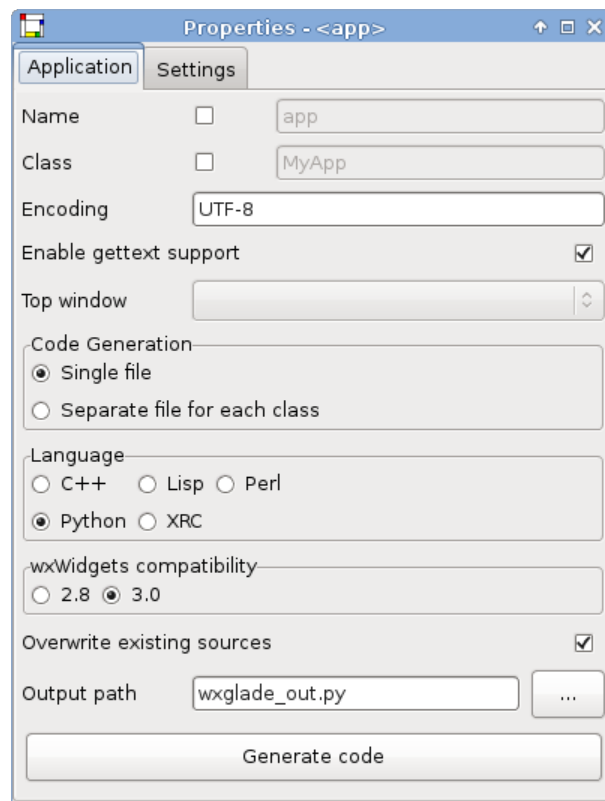 Properties - <app>
Application Settings
Name app
Class MyApp
Encoding UTF-8
Enable gettext support
Top window
Code Generation
Single file
Separate file for each class
Language
C++ Lisp Perl
Python XRC
wxWidgets compatibility
2.8 3.0
Overwrite existing sources
Output path wxglade_out.py ...
Generate code